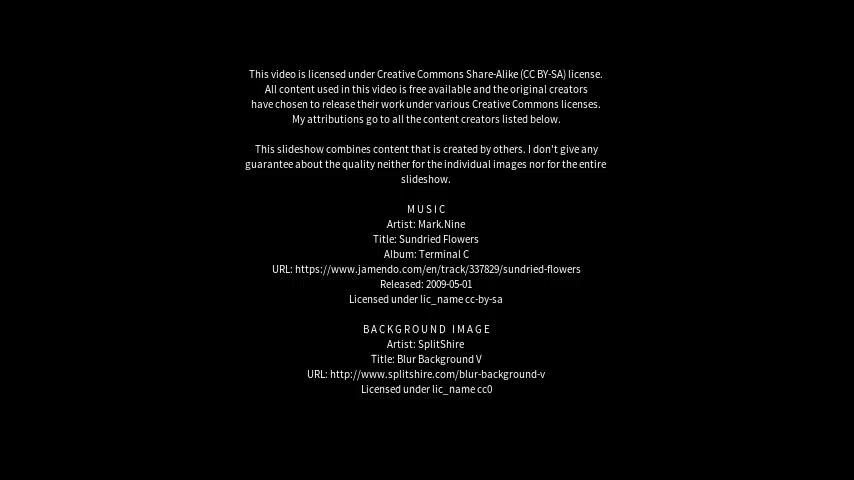 This video is licensed under Creative Commons Share-Alike (CC BY-SA) license.
All content used in this video is free available and the original creators
have chosen to release their work under various Creative Commons licenses.
My attributions go to all the content creators listed below.
This slideshow combines content that is created by others. I don't give any
guarantee about the quality neither for the individual images nor for the entire
slideshow.
MUSIC
Artist: Mark.Nine
Title: Sundried Flowers
Album: Terminal C
URL: https://www.jamendo.com/en/track/337829/sundried-flowers
Released: 2009-05-01
Licensed under lic_name cc-by-sa
BACKGROUND IMAGE
Artist: SplitShire
Title: Blur Background V
URL: http://www.splitshire.com/blur-background-v
Licensed under lic_name cc0